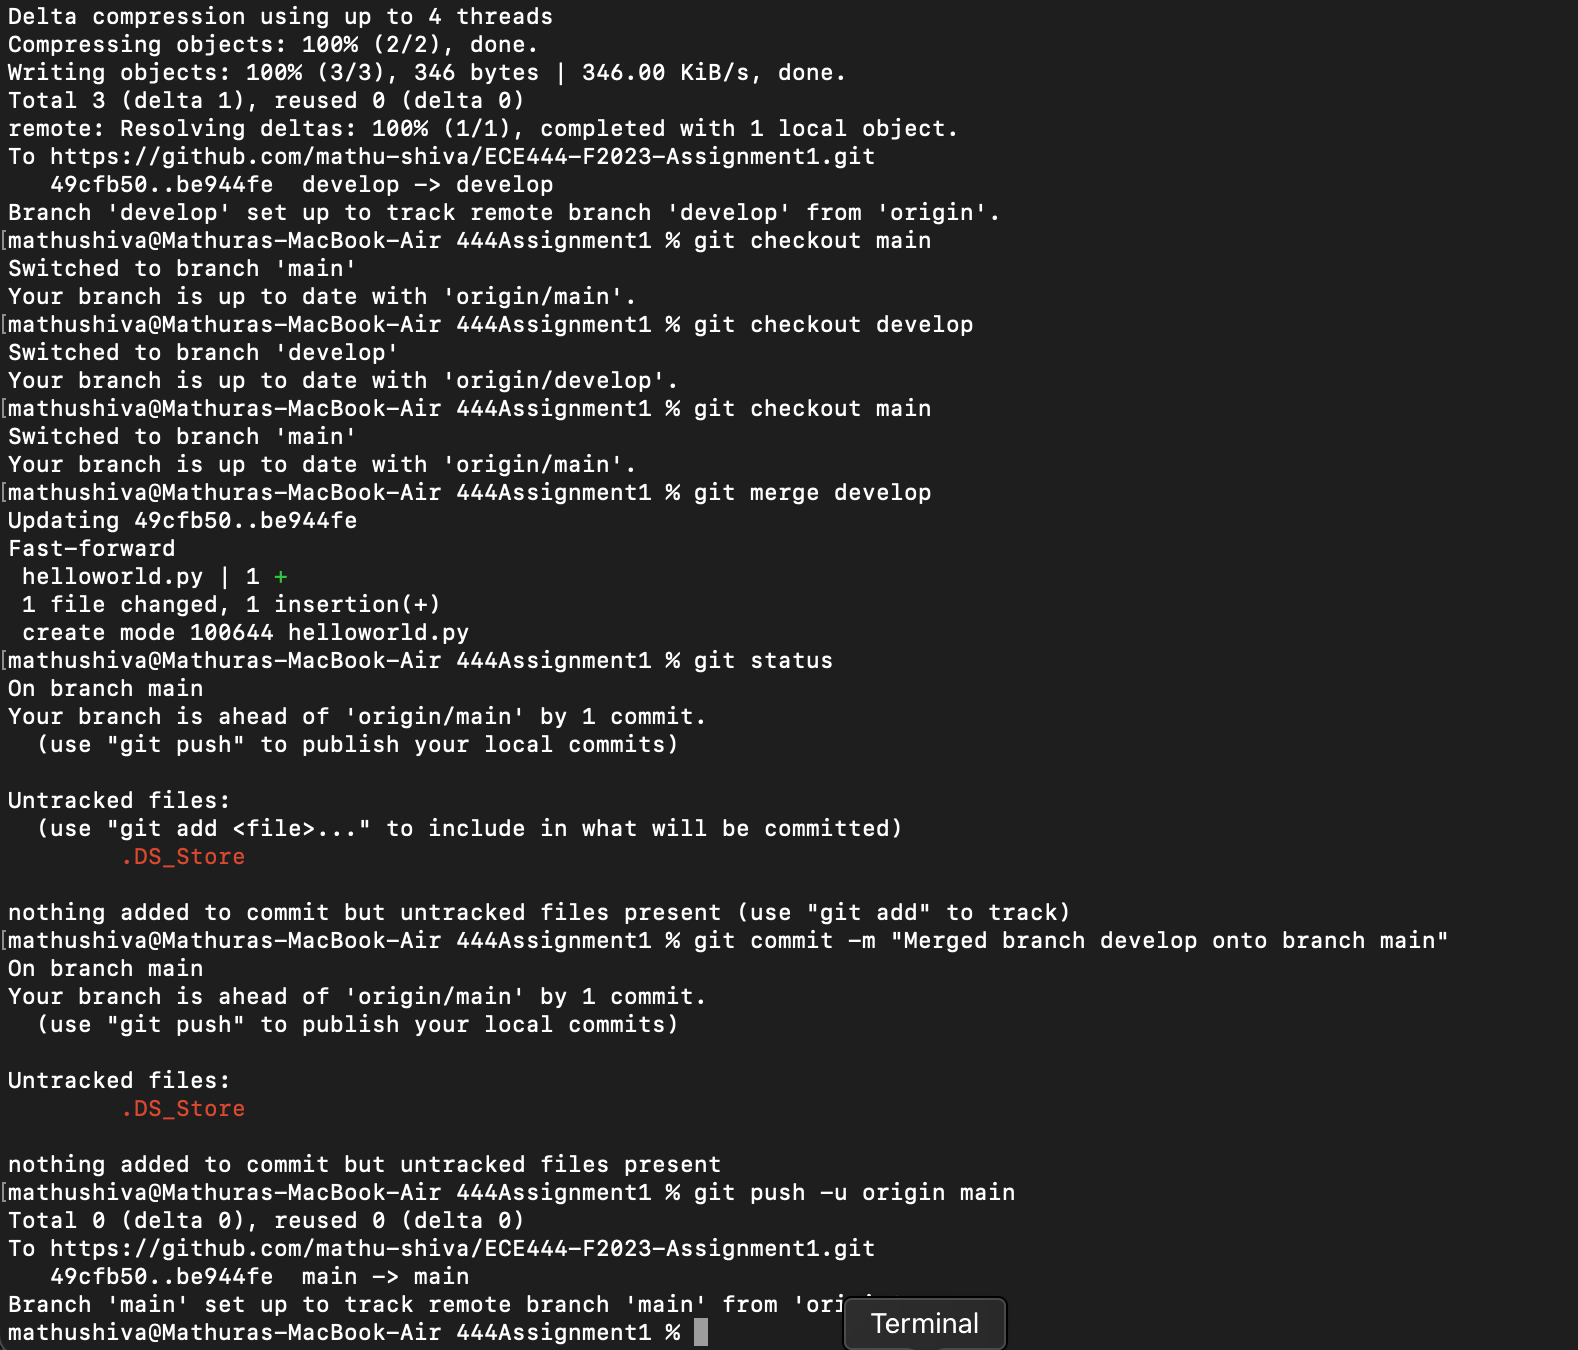 Delta compression using up to 4 threads
Compressing objects: 100% (2/2), done.
Writing objects: 100% (3/3), 346 bytes | 346.00 KiB/s, done.
Total 3 (delta 1), reused 0 (delta 0)
remote: Resolving deltas: 100% (1/1), completed with 1 local object.
To https://github.com/mathu-shiva/ECE444-F2023-Assignment1.git
   49cfb50..be944fe  develop -> develop
Branch 'develop' set up to track remote branch 'develop' from 'origin'.
[mathushiva@Mathuras-MacBook-Air 444Assignment1 % git checkout main
Switched to branch 'main'
Your branch is up to date with 'origin/main'.
[mathushiva@Mathuras-MacBook-Air 444Assignment1 % git checkout develop
Switched to branch 'develop'
Your branch is up to date with 'origin/develop'.
[mathushiva@Mathuras-MacBook-Air 444Assignment1 % git checkout main
Switched to branch 'main'
Your branch is up to date with 'origin/main'.
[mathushiva@Mathuras-MacBook-Air 444Assignment1 % git merge develop
Updating 49cfb50..be944fe
Fast-forward
 helloworld.py | 1 +
 1 file changed, 1 insertion(+)
 create mode 100644 helloworld.py
[mathushiva@Mathuras-MacBook-Air 444Assignment1 % git status
On branch main
Your branch is ahead of 'origin/main' by 1 commit.
  (use "git push" to publish your local commits)
Untracked files:
  (use "git add <file>..." to include in what will be committed)
        .DS_Store
nothing added to commit but untracked files present (use "git add" to track)
[mathushiva@Mathuras-MacBook-Air 444Assignment1 % git commit -m "Merged branch develop onto branch main"
On branch main
Your branch is ahead of 'origin/main' by 1 commit.
  (use "git push" to publish your local commits)
Untracked files:
        .DS_Store
nothing added to commit but untracked files present
[mathushiva@Mathuras-MacBook-Air 444Assignment1 % git push -u origin main
Total 0 (delta 0), reused 0 (delta 0)
To https://github.com/mathu-shiva/ECE444-F2023-Assignment1.git
   49cfb50..be944fe  main -> main
Branch 'main' set up to track remote branch 'main' from
mathushiva@Mathuras-MacBook-Air 444Assignment1 %
Terminal